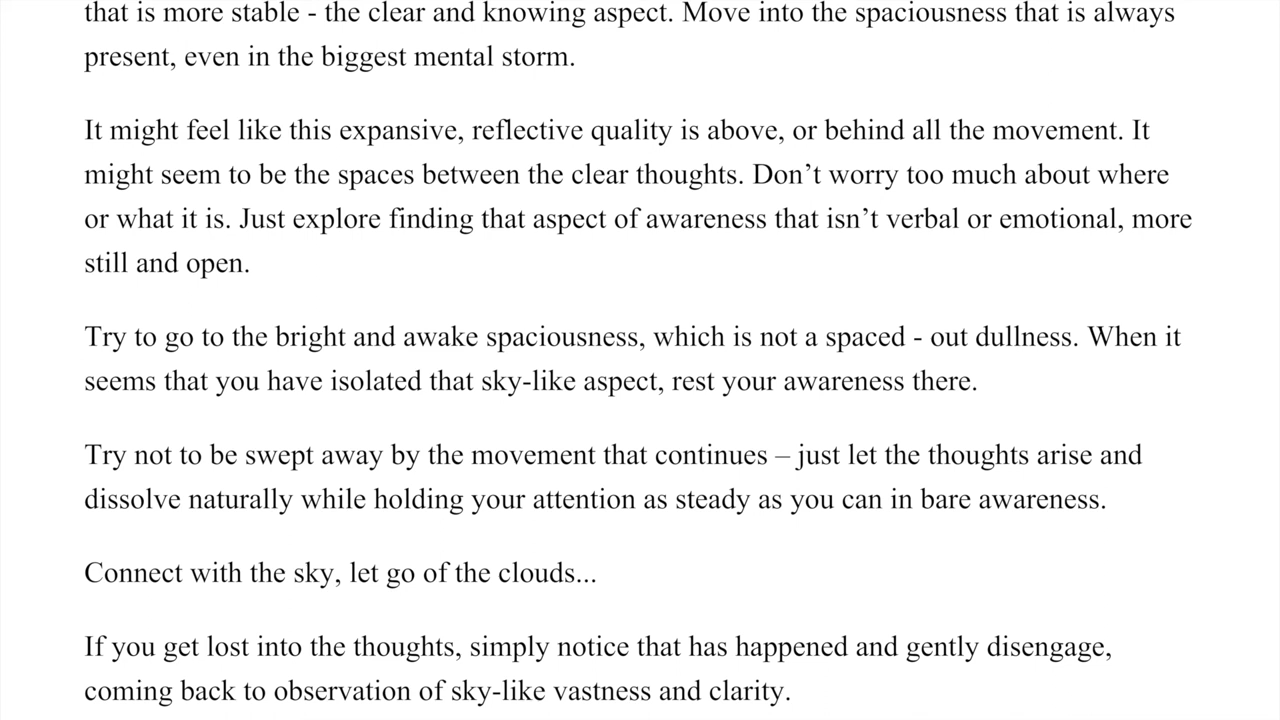 that is more stable - the clear and knowing aspect. Move into the spaciousness that is always
present, even in the biggest mental storm.
It might feel like this expansive, reflective quality is above, or behind all the movement. It
might seem to be the spaces between the clear thoughts. Don’t worry too much about where
or what it is. Just explore finding that aspect of awareness that isn’t verbal or emotional, more
still and open.
Try to go to the bright and awake spaciousness, which is not a spaced - out dullness. When it
seems that you have isolated that sky-like aspect, rest your awareness there.
Try not to be swept away by the movement that continues – just let the thoughts arise and
dissolve naturally while holding your attention as steady as you can in bare awareness.
Connect with the sky, let go of the clouds...
If you get lost into the thoughts, simply notice that has happened and gently disengage,
coming back to observation of sky-like vastness and clarity.